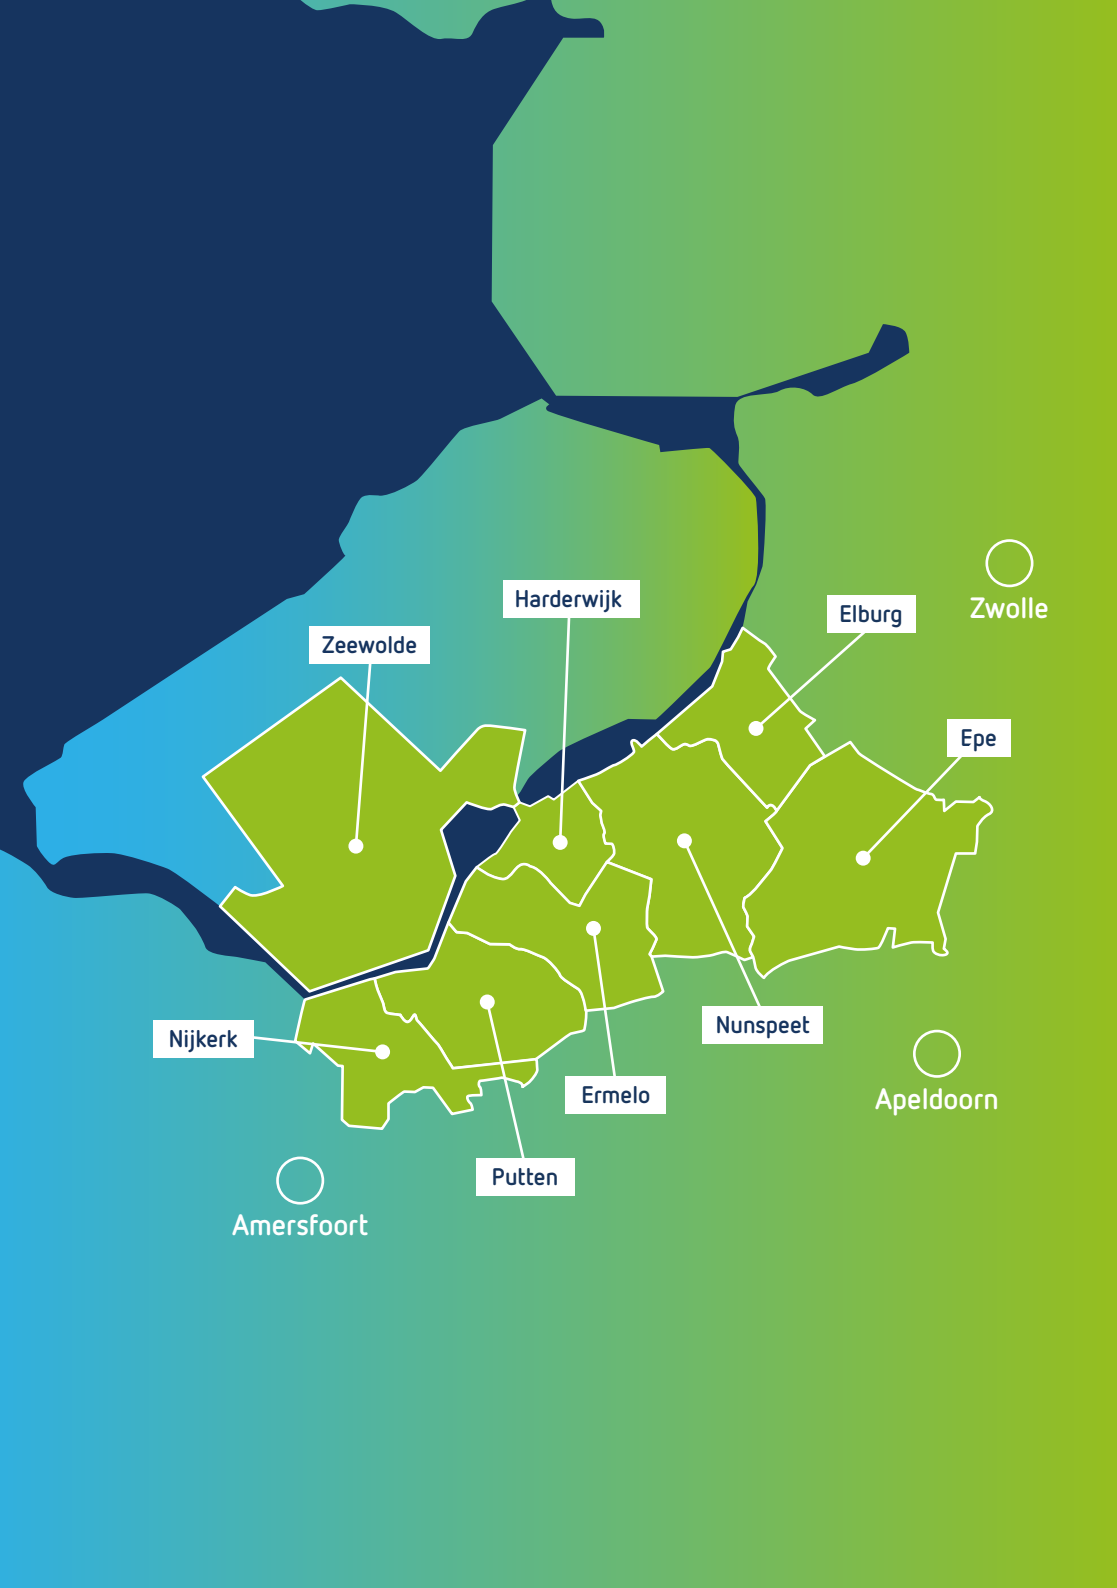 Harderwijk
Elburg
Zwolle
Zeewolde
Epe
Nunspeet
Nijkerk
Ermelo
Apeldoorn
Putten
Amersfoort